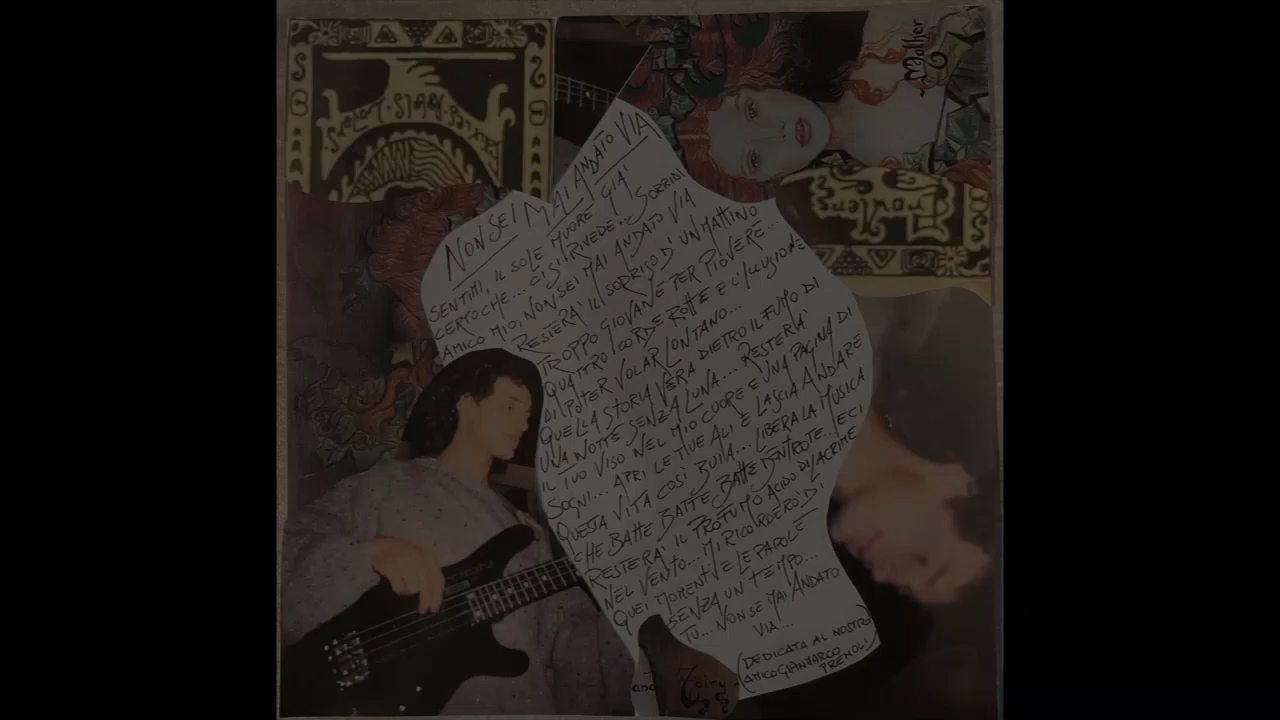 NON SEI MAI ANDATO VIA
SENTIMI, IL SOLE MUORE GIA'
CERTO CHE... CI SI RIVEDE... SORRIDI
AMICO MIO, NON SEI MAI ANDATO VIA
RESTERA' IL SORRISO D'UN MATTINO
TROPPO GIOVANE PER PIOVERE...
QUATTRO CORDE ROTTE E L'ILLUSIONE
DI POTER VOLAR LONTANO...
QUELLA STORIA VERA DIETRO IL FUMO DI
UNA NOTTE SENZA LUNA... RESTERA'
IL TUO VISO NEL MIO CUORE E UNA PAGINA DI
SOGNI... APRI LE TUE ALI E LASCIA ANDARE
QUESTA VITA COSÌ BUIA... LIBERA LA MUSICA
CHE BATTE BATTE BATTE DENTRO TE... E CI
RESTERA' IL PROFUMO ACIDO DI LACRIME
NEL VENTO... MI RICORDERO' DI
QUEI MOMENTI E LE PAROLE
SENZA UN TEMPO...
TU... NON SEI MAI ANDATO
VIA...
(DEDICATA AL NOSTRO
AMICO GIANMARCO
PREMOLI)
Mother
and